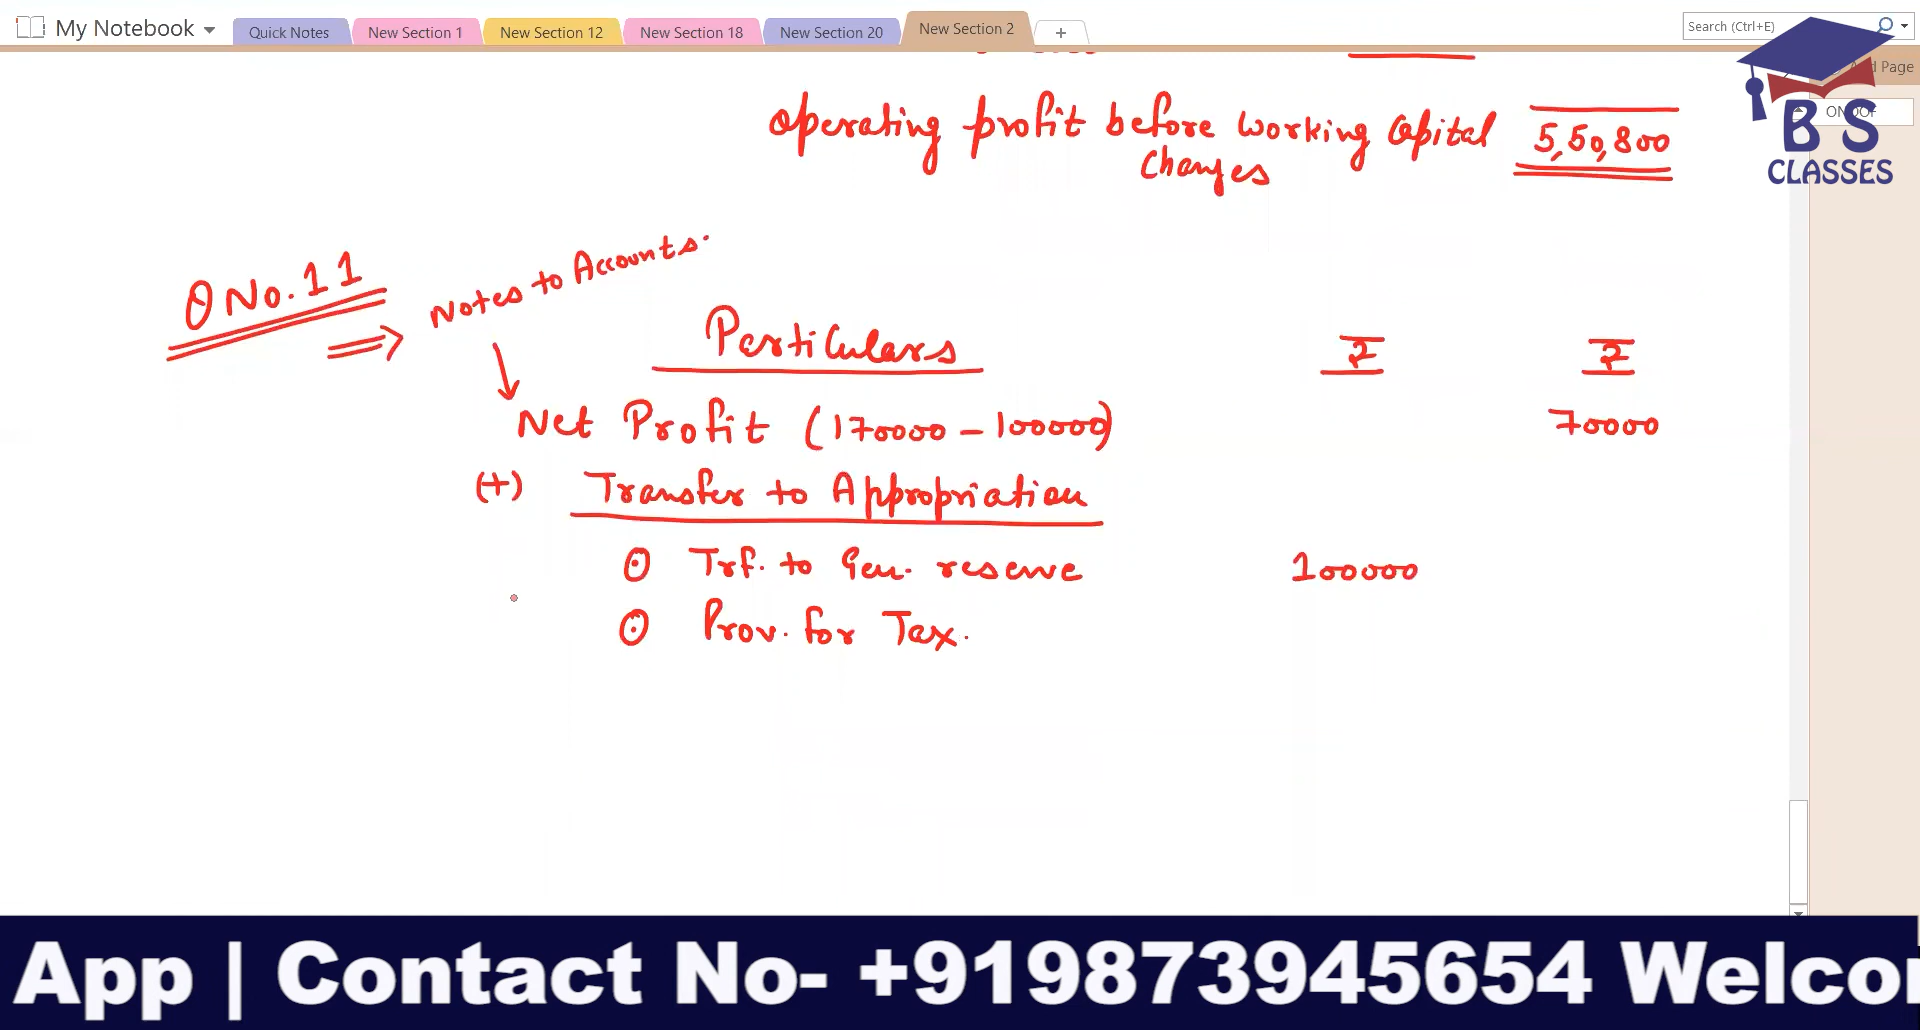 My Notebook
Quick Notes
New Section 1
New Section 12
New Section 18
New Section 20
New Section 2
+
Search (Ctrl+E)
d Page
B S
CLASSES
operating profit before working Capital 5,50,800
Changes
Q No. 11
Notes to Accounts.
Particulars ₹ ₹
Net Profit (170000 - 100000) 70000
(+) Transfer to Appropriation
Trf. to Gen. reserve 100000
Prov. for Tax.
App | Contact No- +919873945654 Welco